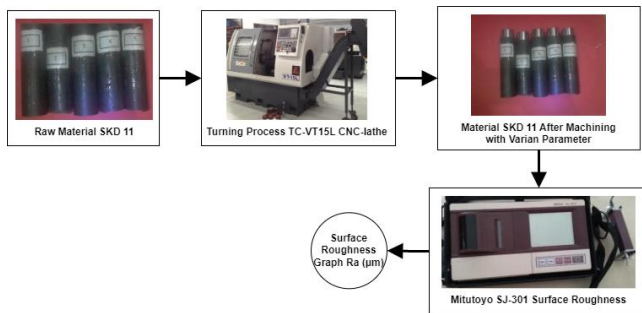 Raw Material SKD 11
Turning Process TC-VT15L CNC-lathe
Material SKD 11 After Machining
with Varian Parameter
Surface
Roughness
Graph Ra (µm)
Mitutoyo SJ-301 Surface Roughness